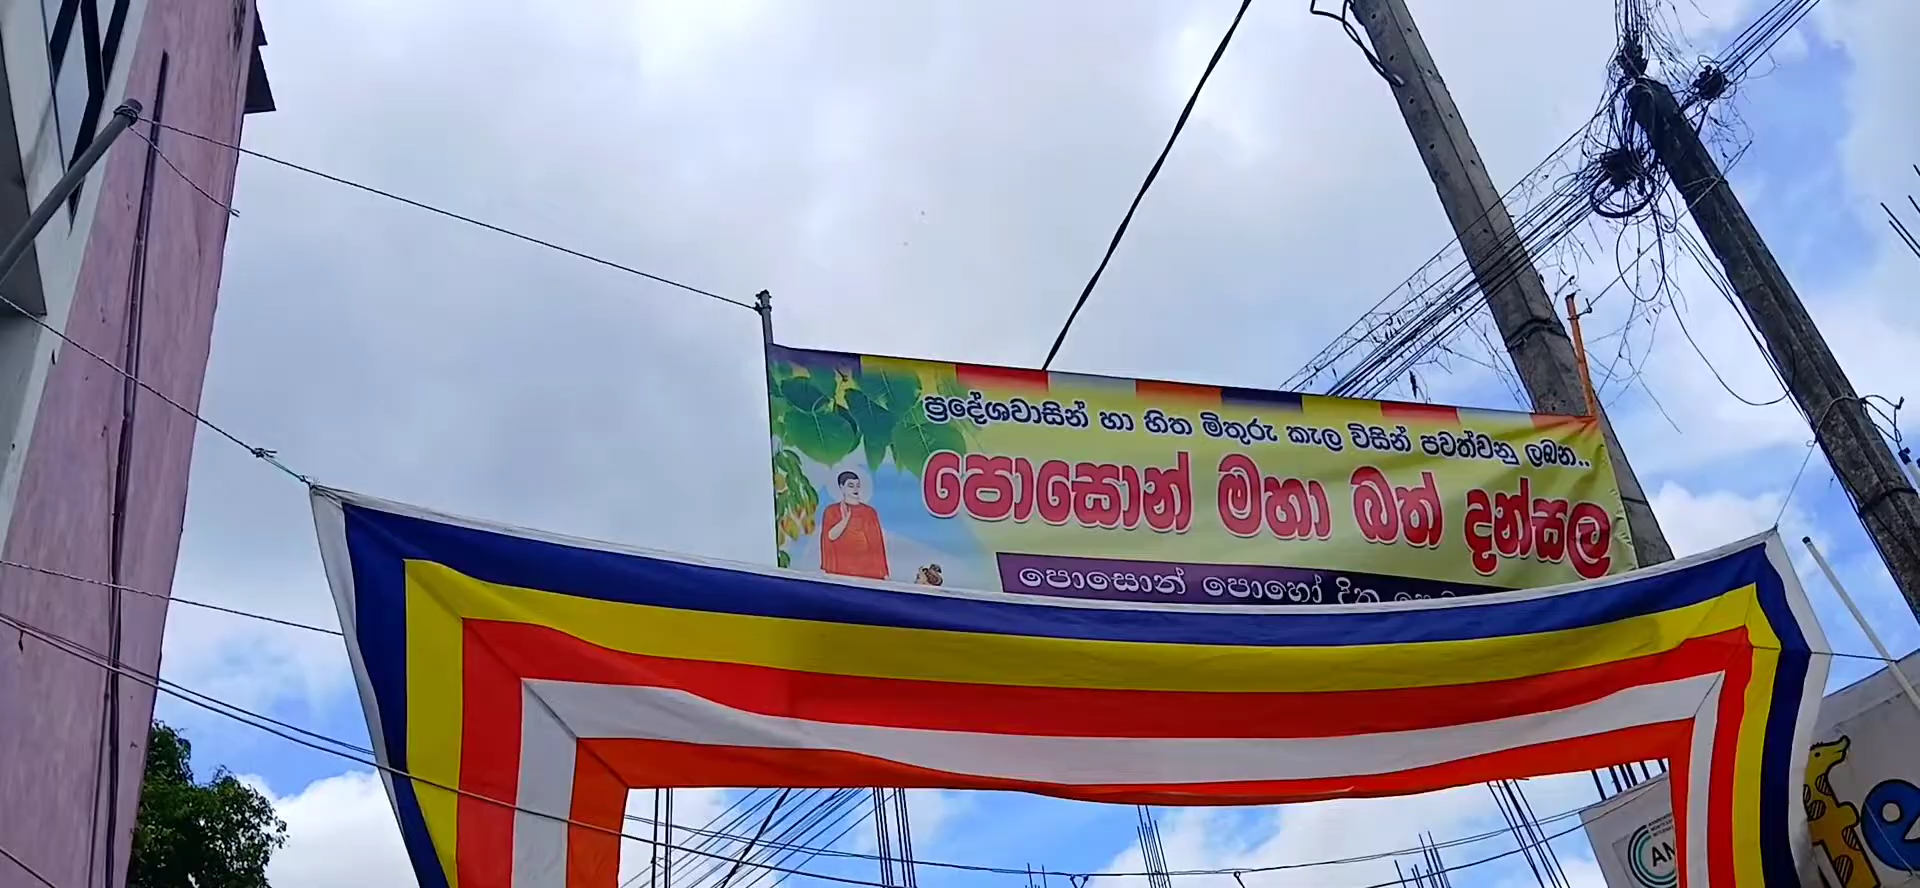 ප්‍රදේශවාසීන් හා හිත මිතුරු කැල විසින් පවත්වනු ලබන..
පොසොන් මහා බත් දන්සල
පොසොන් පොහෝ දින